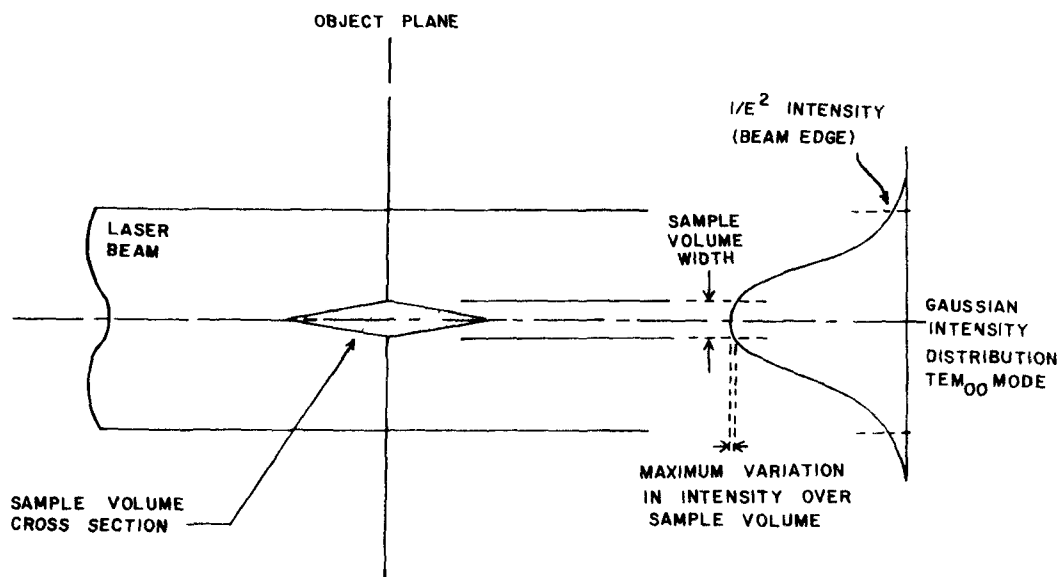 OBJECT PLANE
1/E² INTENSITY
(BEAM EDGE)
LASER
BEAM
SAMPLE
VOLUME
WIDTH
GAUSSIAN
INTENSITY
DISTRIBUTION
TEM₀₀ MODE
MAXIMUM VARIATION
IN INTENSITY OVER
SAMPLE VOLUME
SAMPLE VOLUME
CROSS SECTION